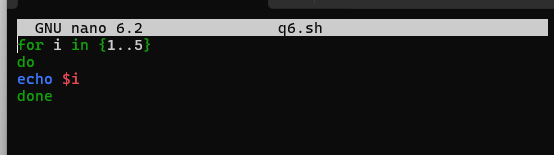 GNU nano 6.2 q6.sh
for i in {1..5}
do
echo $i
done